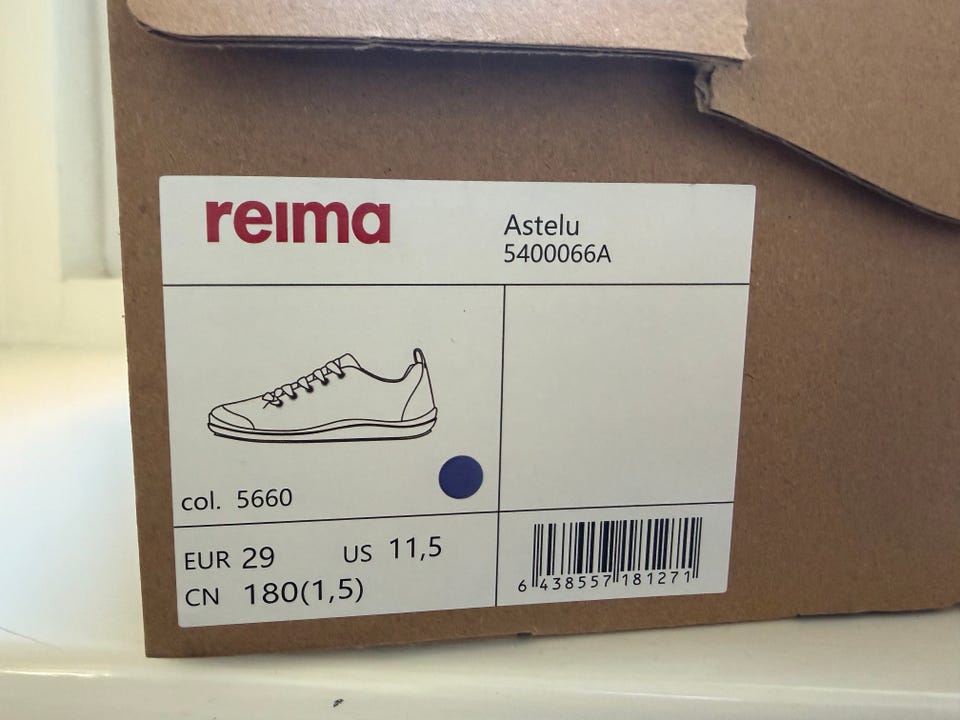 reima
Astelu
5400066A
col. 5660
EUR 29 US 11,5
CN 180(1,5)
6 438557 181271